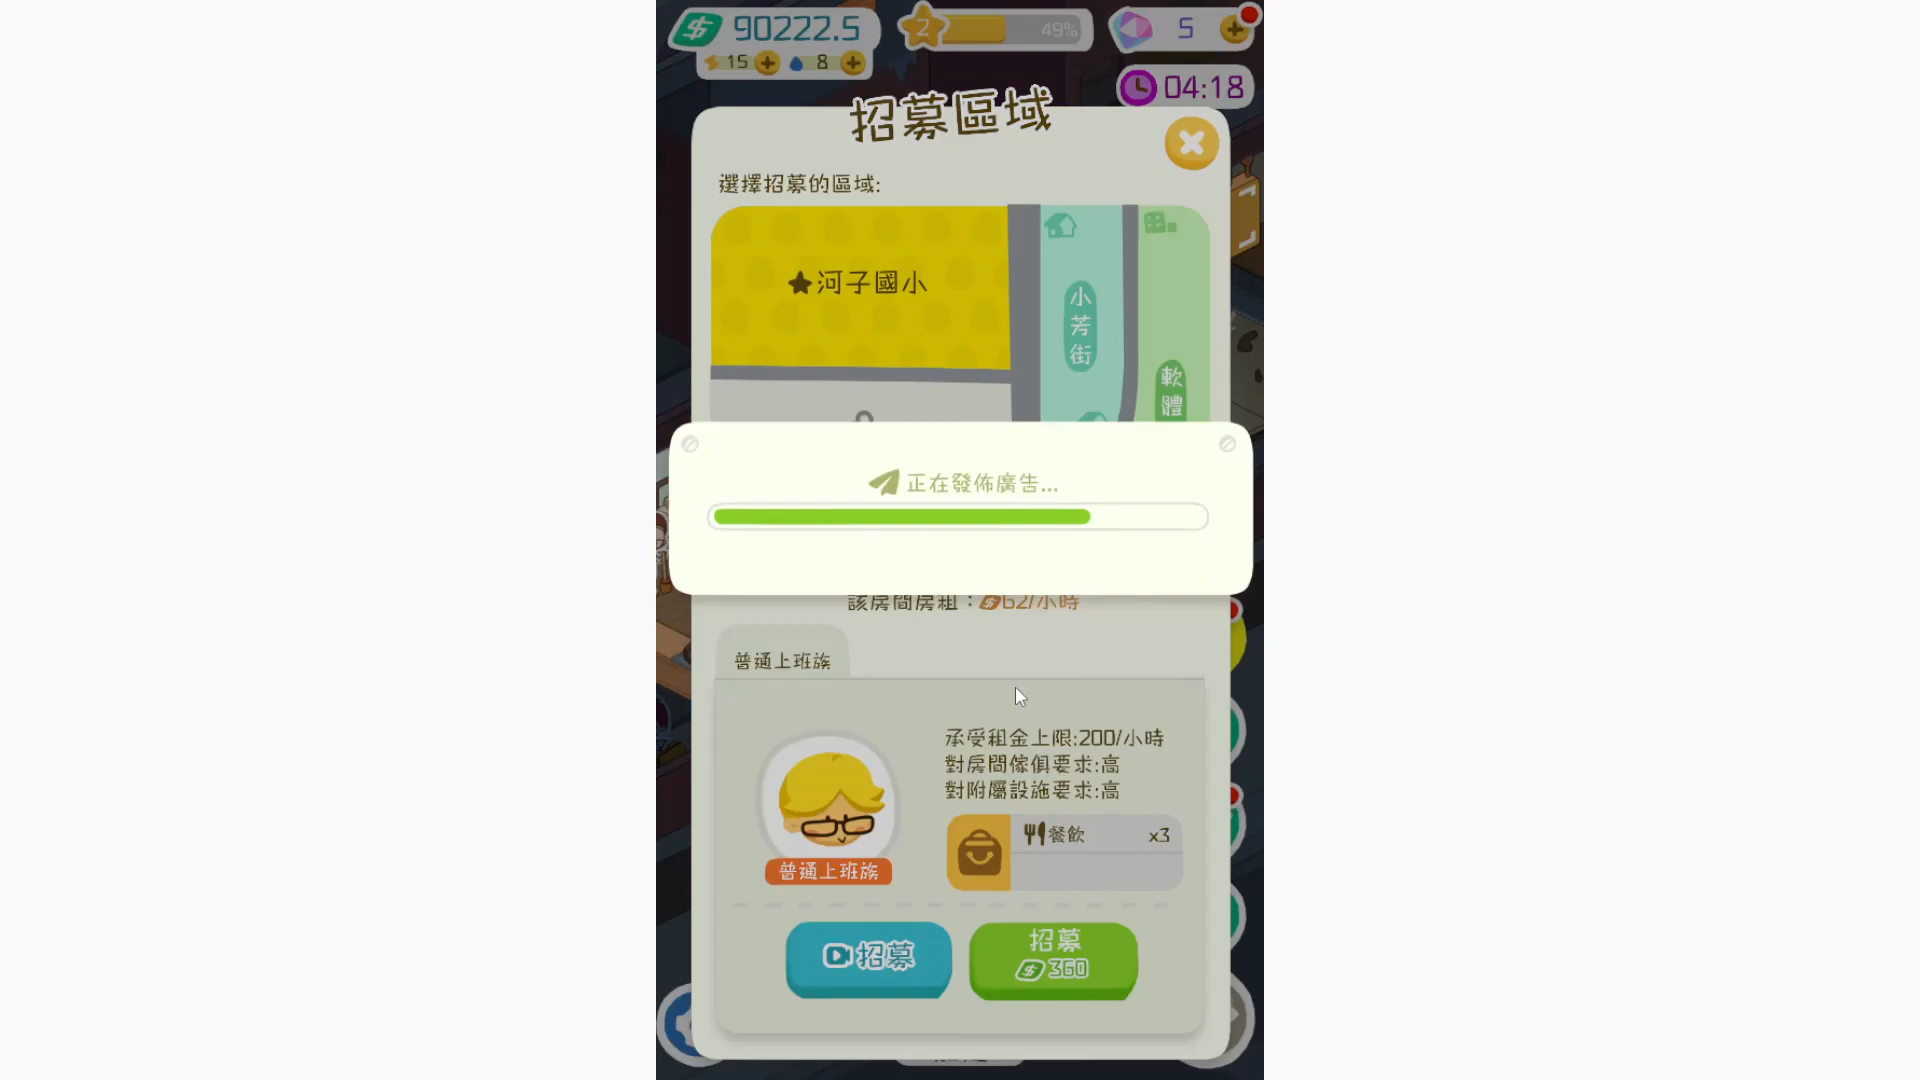 90222.5
2
49%
5
15
8
04:18
招募區域
選擇招募的區域:
★河子國小
小芳街
軟體
正在發佈廣告...
該房間房租：62/小時
普通上班族
承受租金上限:200/小時
對房間傢俱要求:高
對附屬設施要求:高
餐飲 x3
普通上班族
招募
招募
360